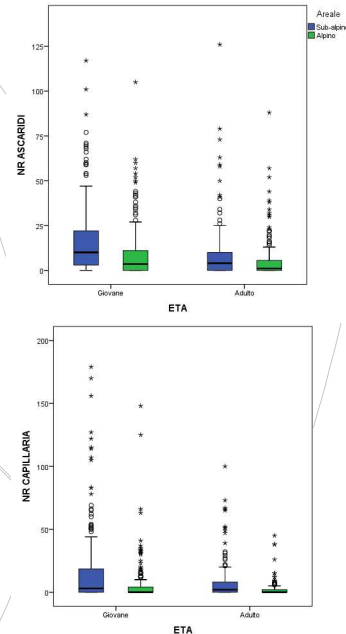 Areale
Sub-alpino
Alpino
NR ASCARIDI
125
100
75
50
25
0
Giovane
Adulto
ETA
NR CAPILLARIA
200
150
100
50
0
Giovane
Adulto
ETA